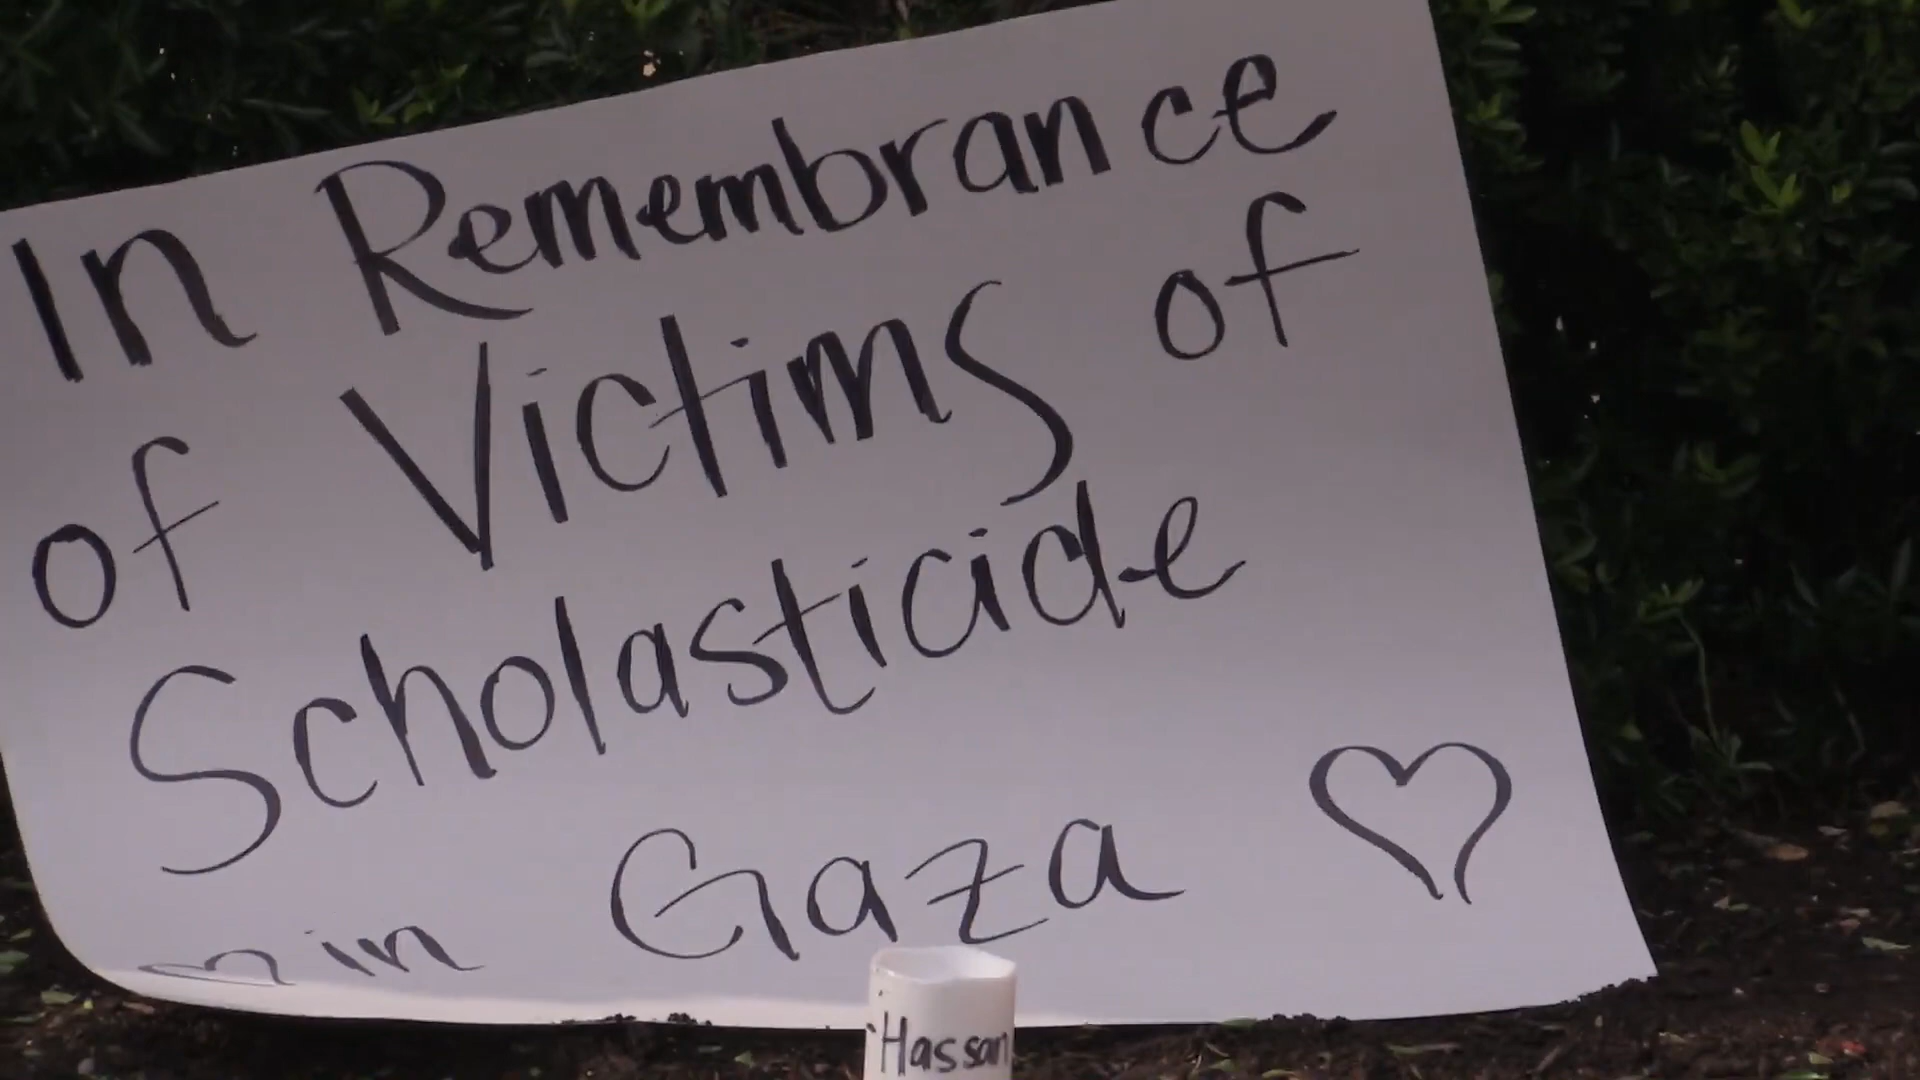 In Remembrance
of Victims of
Scholasticide
in Gaza
Hassan